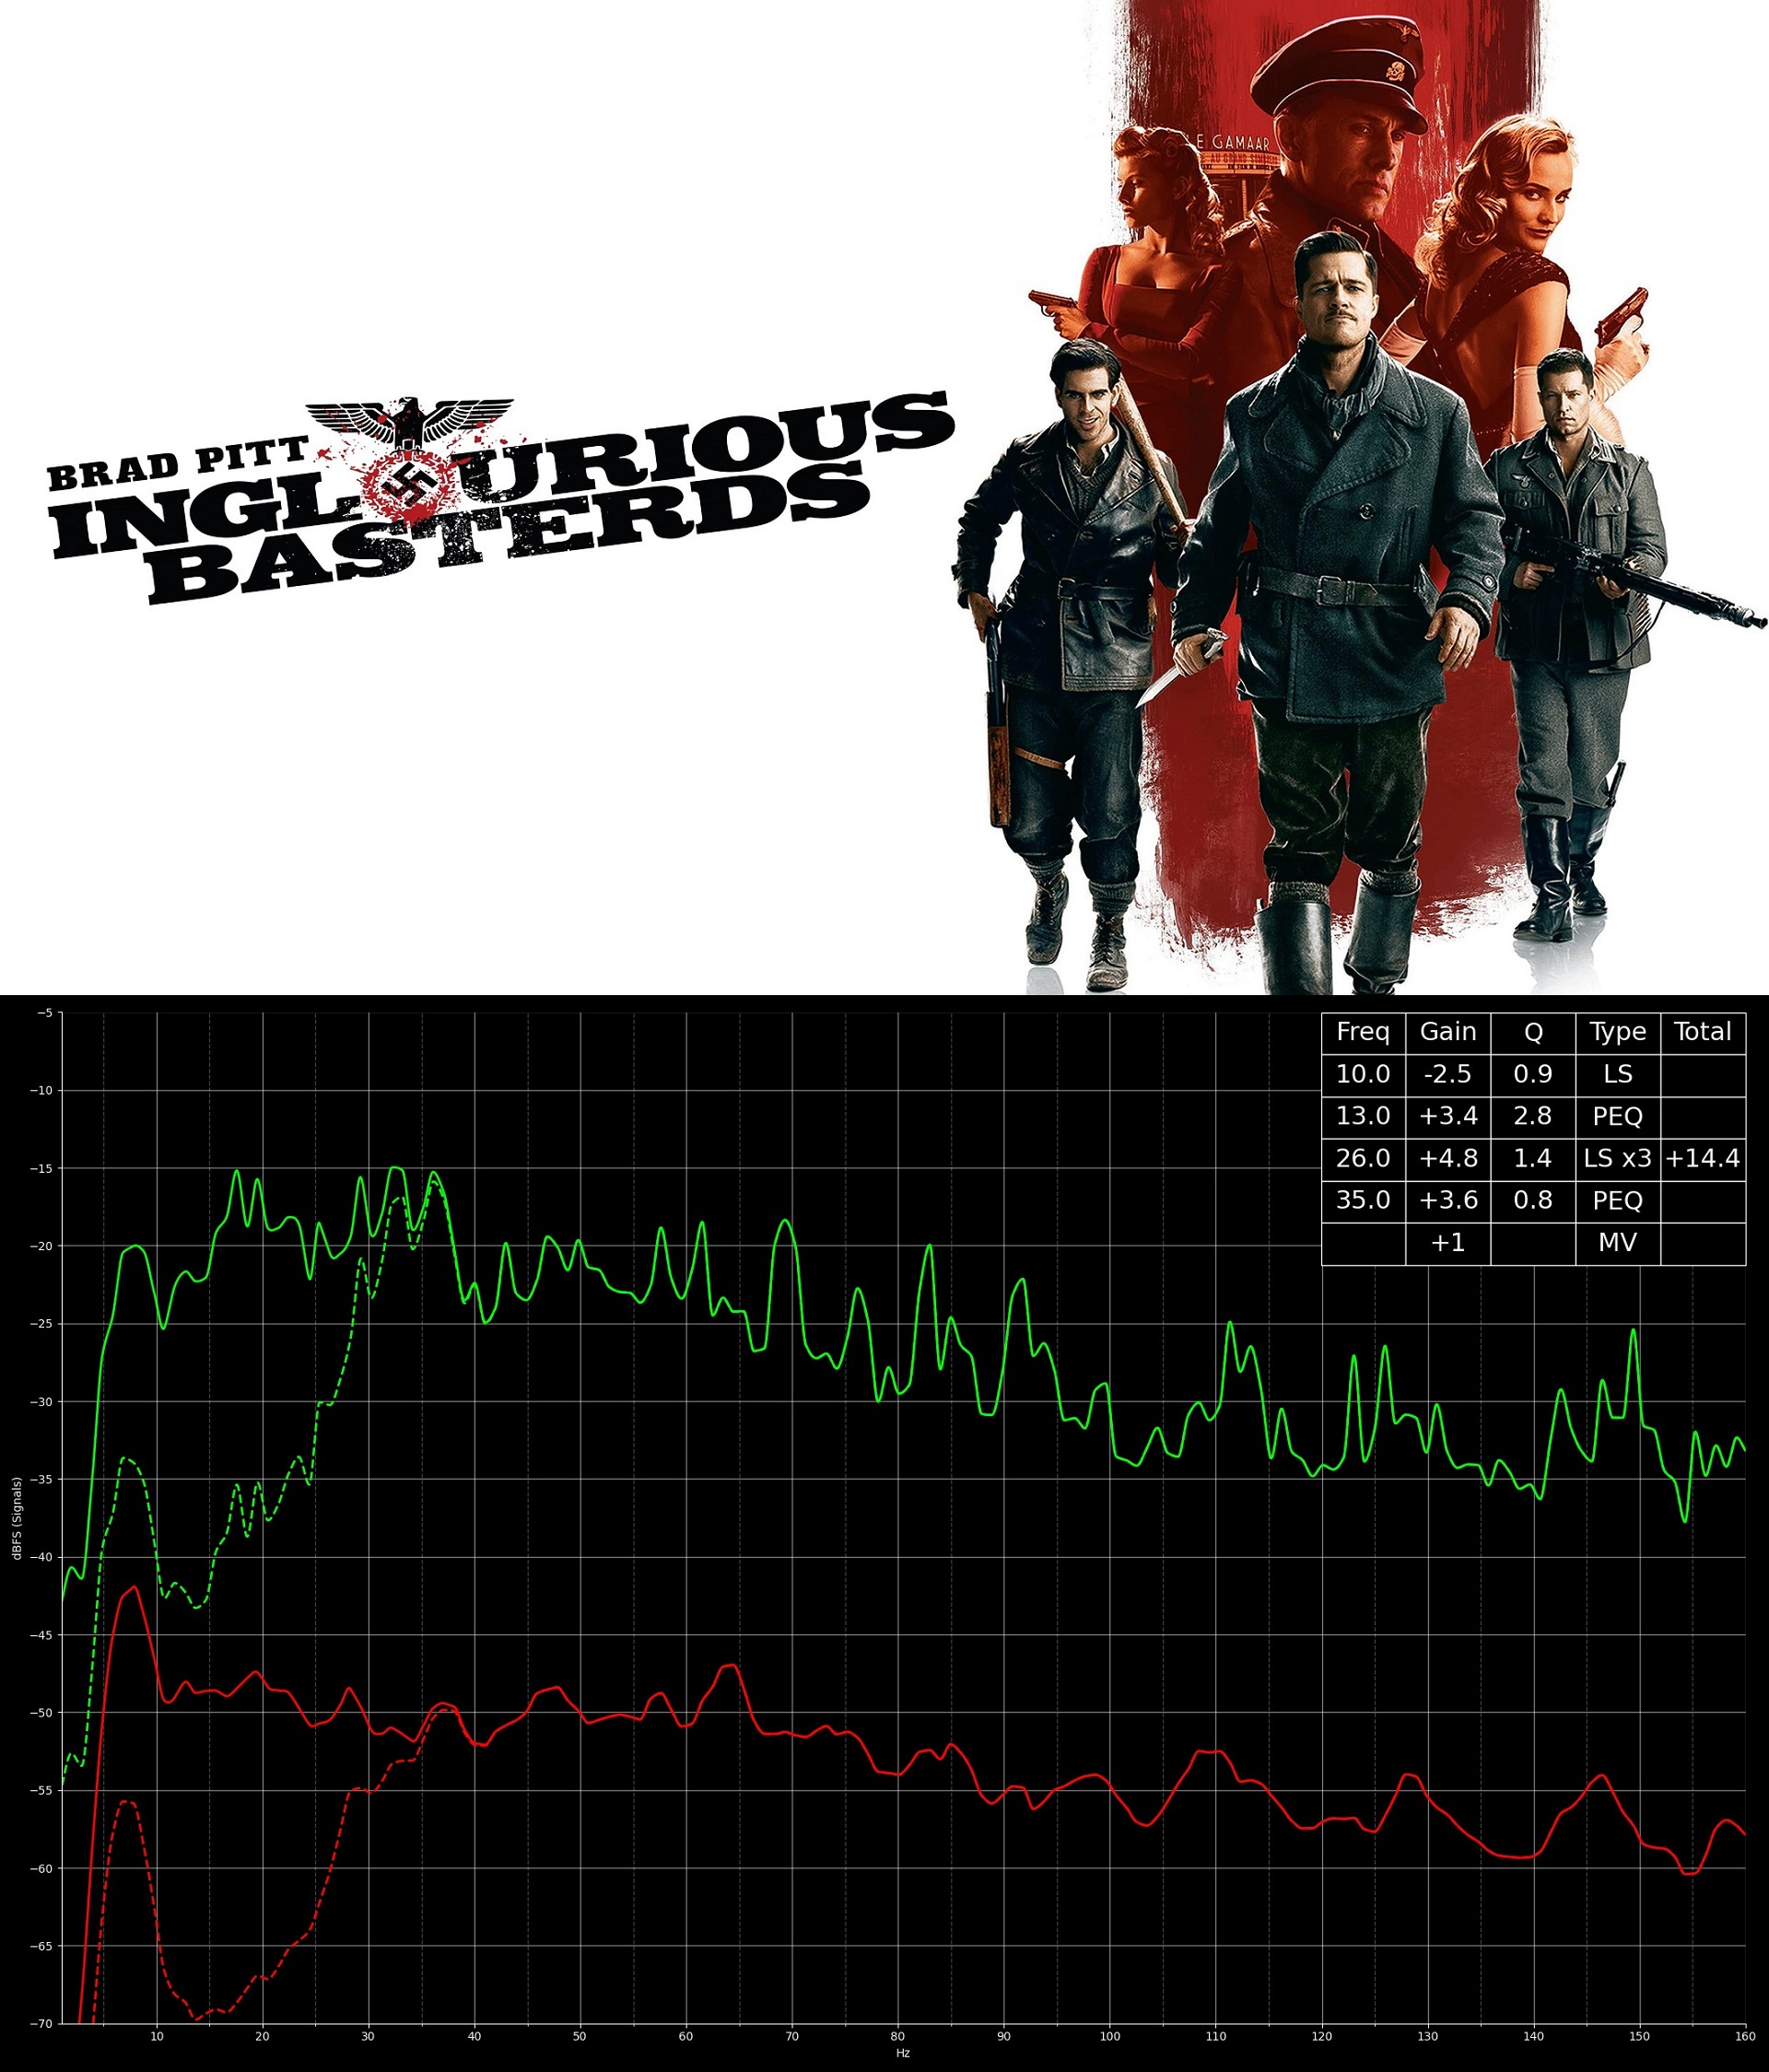 LE GAMAAR
BRAD PITT
INGLOURIOUS
BASTERDS
Freq Gain Q Type Total
10.0 -2.5 0.9 LS
13.0 +3.4 2.8 PEQ
26.0 +4.8 1.4 LS x3 +14.4
35.0 +3.6 0.8 PEQ
+1 MV
−5
−10
−15
−20
−25
−30
−35
−40
−45
−50
−55
−60
−65
−70
dBFS (Signals)
10 20 30 40 50 60 70 80 90 100 110 120 130 140 150 160
Hz